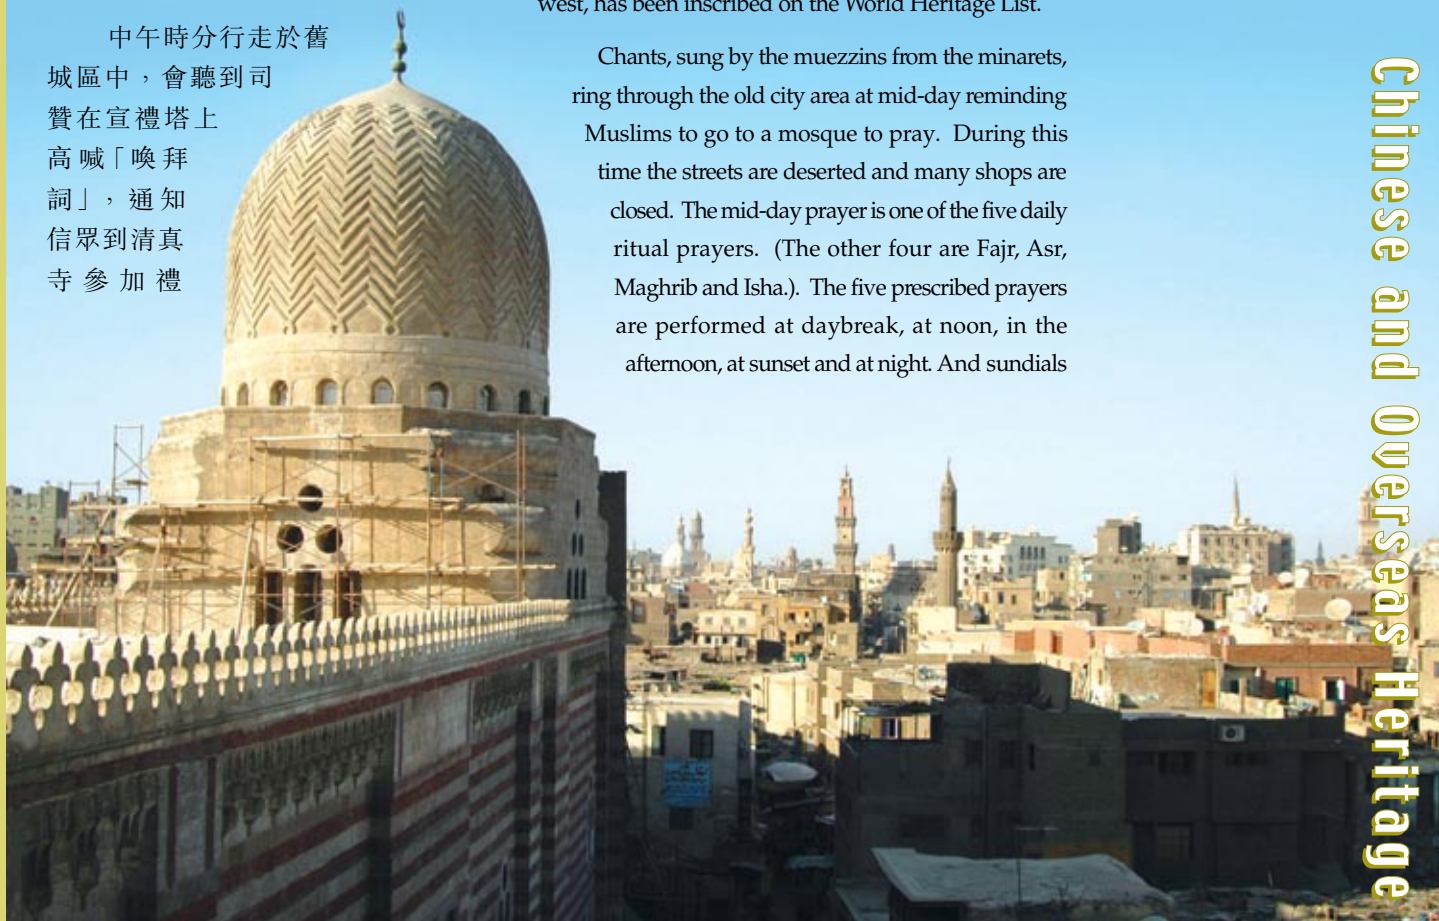 中午時分行走於舊
城區中，會聽到司
贊在宣禮塔上
高喊「喚拜
詞」，通知
信眾到清真
寺參加禮
west, has been inscribed on the World Heritage List.
Chants, sung by the muezzins from the minarets,
ring through the old city area at mid-day reminding
Muslims to go to a mosque to pray. During this
time the streets are deserted and many shops are
closed. The mid-day prayer is one of the five daily
ritual prayers. (The other four are Fajr, Asr,
Maghrib and Isha.). The five prescribed prayers
are performed at daybreak, at noon, in the
afternoon, at sunset and at night. And sundials
Chinese and Overseas Heritage